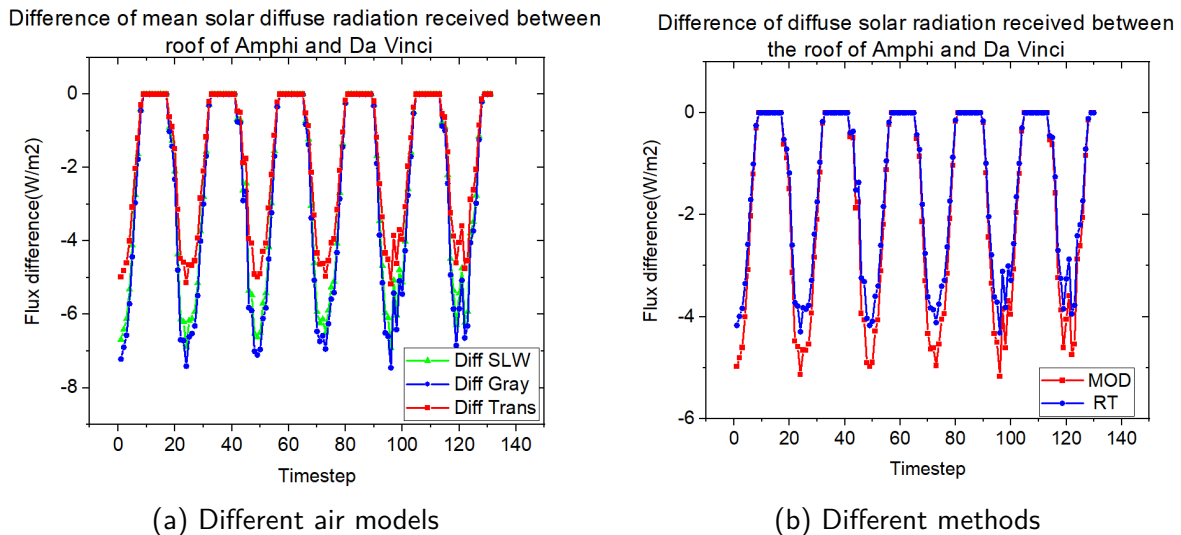 Difference of mean solar diffuse radiation received between
roof of Amphi and Da Vinci
0
-2
-4
-6
-8
Flux difference(W/m2)
Diff SLW
Diff Gray
Diff Trans
0 20 40 60 80 100 120 140
Timestep
(a) Different air models
Difference of diffuse solar radiation received between
the roof of Amphi and Da Vinci
0
-2
-4
-6
Flux difference(W/m2)
MOD
RT
0 20 40 60 80 100 120 140
Timestep
(b) Different methods